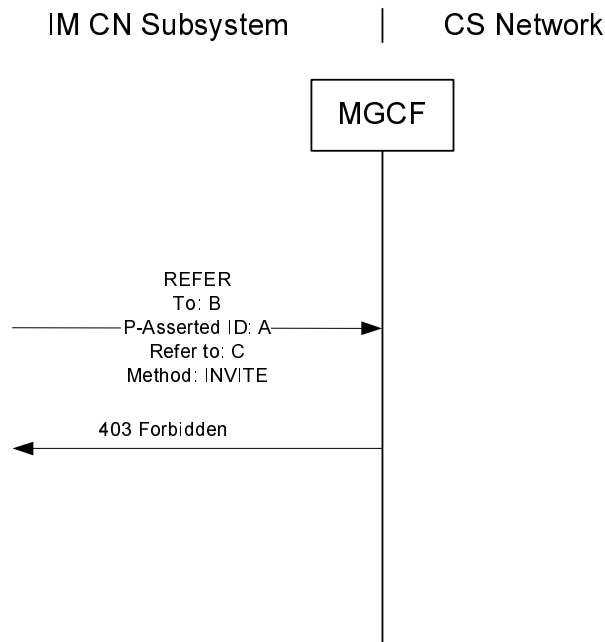 IM CN Subsystem
CS Network
MGCF
REFER
To: B
P-Asserted ID: A
Refer to: C
Method: INVITE
403 Forbidden